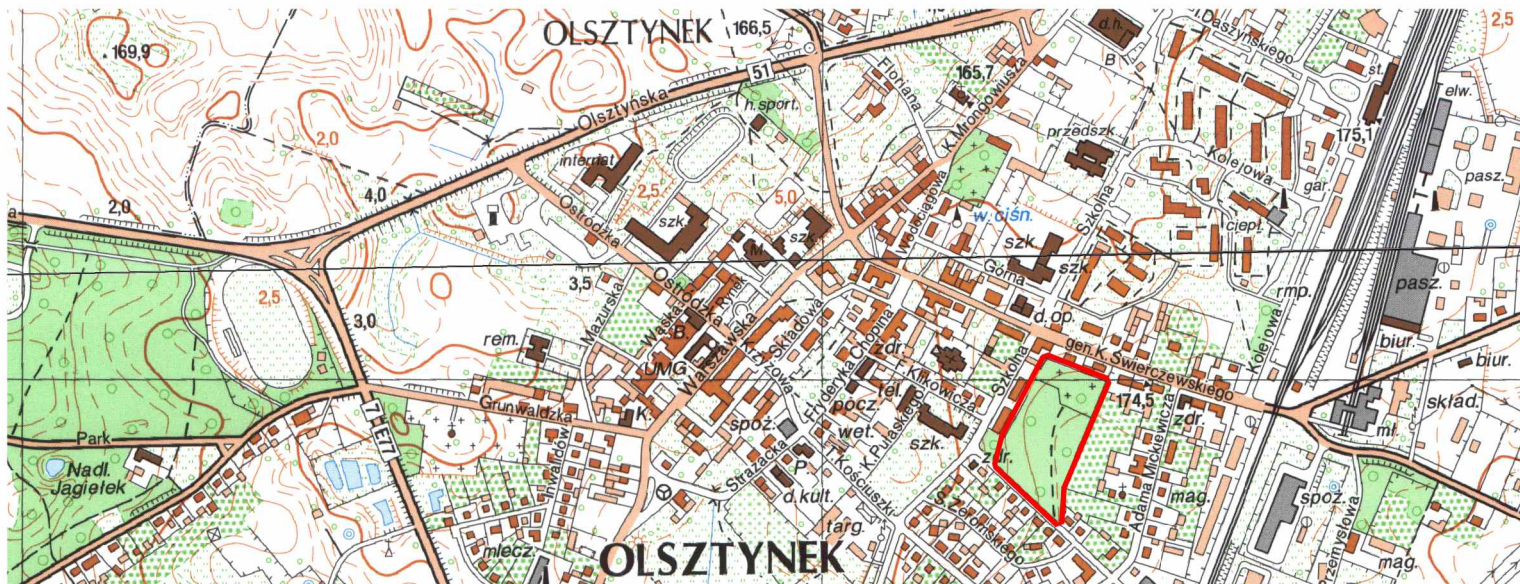 OLSZTYNEK
166,5
2,5
169,9
2,0
4,0
2,0
51
Olsztyńska
h.sport.
Floriana
165,7
K.Mrongowiusza
d.h.
B
Daszyńskiego
st.
elw.
175,1
internat
2,5
5,0
szk.
szk.
M
Ostródzka
Wodociągowa
w. ciśn.
przedszk.
Szkolna
Kolejowa
gar.
ciepł.
pasz.
T
pasz.
szk.
szk.
Górna
rmp.
2,5
3,0
3,5
Mazurska
Ostródzka
Rynek
Wąska
B
Warszawska
Składowa
Krzywa
rem.
UMG
K.
Grunwaldzka
Fryderyka Chopina
zdr.
F. Kilkowicza
tel.
pocz.
wet.
K.Pułaskiego
szk.
Szkolna
d.op.
gen.K.Świerczewskiego
174,5
Kolejowa
biur.
biur.
skład.
mł.
zdr.
Adama Mickiewicza
mag.
spoż.
Przemysłowa
mag.
zdr.
S.Żeromskiego
spoż.
Strażacka
P.
d.kult.
T.Kościuszki
targ.
Park
Nadl.
Jagiełek
7
E77
Inwalidów
mlecz.
OLSZTYNEK